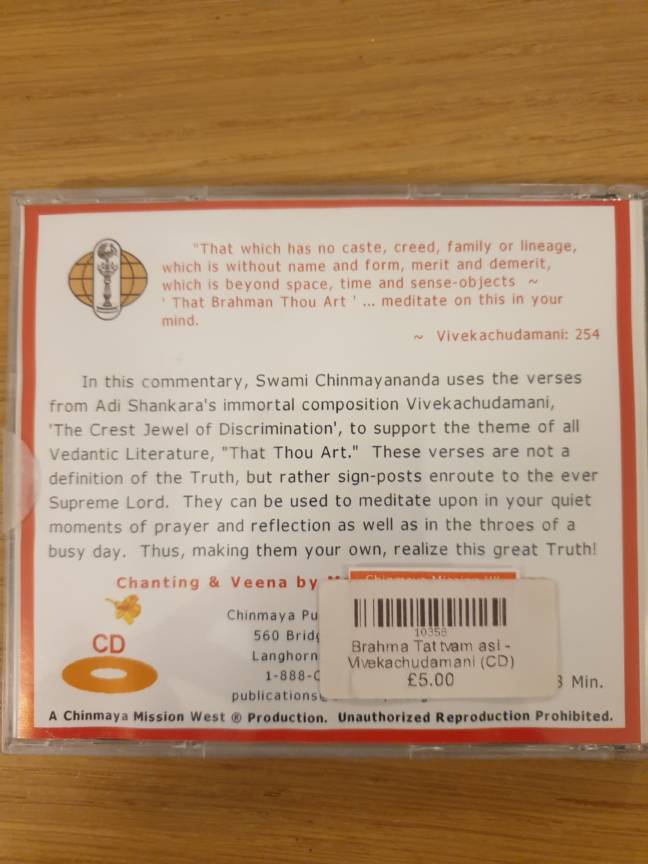 "That which has no caste, creed, family or lineage,
which is without name and form, merit and demerit,
which is beyond space, time and sense-objects ~
' That Brahman Thou Art ' ... meditate on this in your
mind.
~ Vivekachudamani: 254
In this commentary, Swami Chinmayananda uses the verses
from Adi Shankara's immortal composition Vivekachudamani,
'The Crest Jewel of Discrimination', to support the theme of all
Vedantic Literature, "That Thou Art." These verses are not a
definition of the Truth, but rather sign-posts enroute to the ever
Supreme Lord. They can be used to meditate upon in your quiet
moments of prayer and reflection as well as in the throes of a
busy day. Thus, making them your own, realize this great Truth!
Chanting & Veena by
Chinmaya Mission UK
Chinmaya Pu
560 Bridg
Langhorn
1-888-C
publications
CD
10358
Brahma Tat tvam asi -
Vivekachudamani (CD)
£5.00
8 Min.
A Chinmaya Mission West ® Production. Unauthorized Reproduction Prohibited.